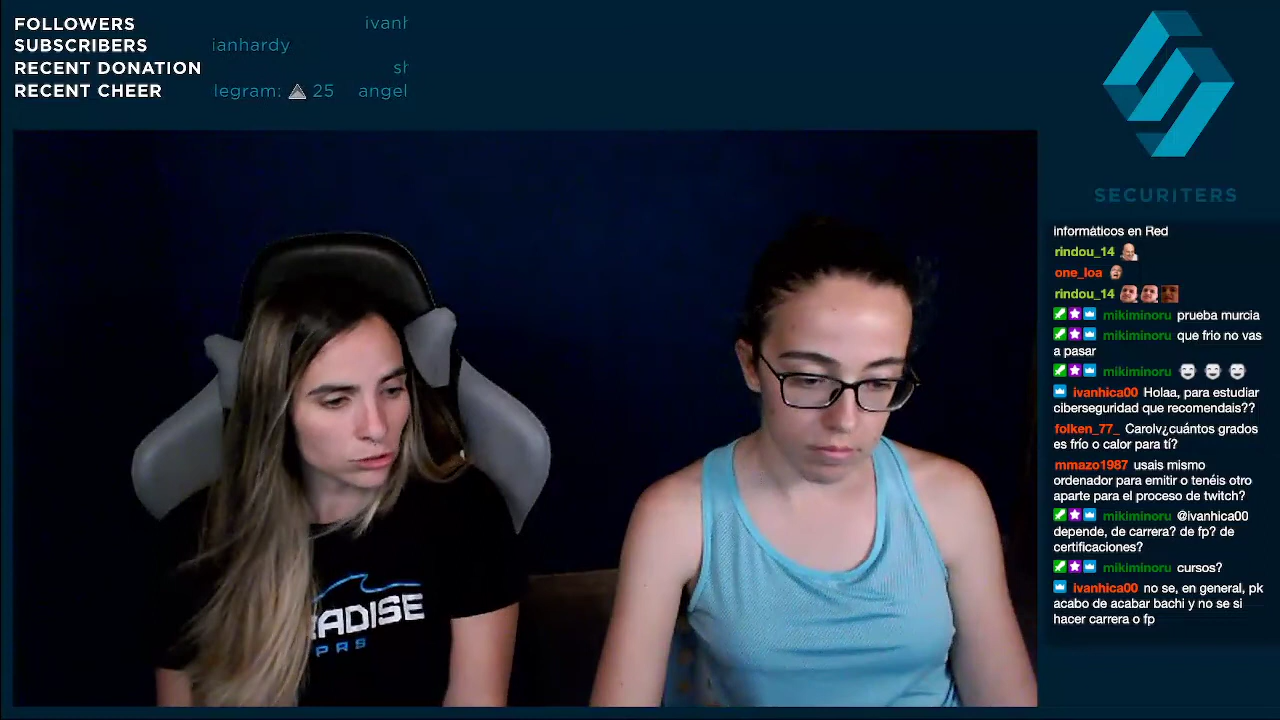 FOLLOWERS
ivanh
SUBSCRIBERS
ianhardy
RECENT DONATION
sh
RECENT CHEER
legram: 25 angel
SECURITERS
informáticos en Red
rindou_14
one_loa
rindou_14
mikiminoru prueba murcia
mikiminoru que frio no vas
a pasar
mikiminoru
ivanhica00 Holaa, para estudiar
ciberseguridad que recomendais??
folken_77_ Carolv¿cuántos grados
es frío o calor para tí?
mmazo1987 usais mismo
ordenador para emitir o tenéis otro
aparte para el proceso de twitch?
mikiminoru @ivanhica00
depende, de carrera? de fp? de
certificaciones?
mikiminoru cursos?
ivanhica00 no se, en general, pk
acabo de acabar bachi y no se si
hacer carrera o fp
RADISE
PRS